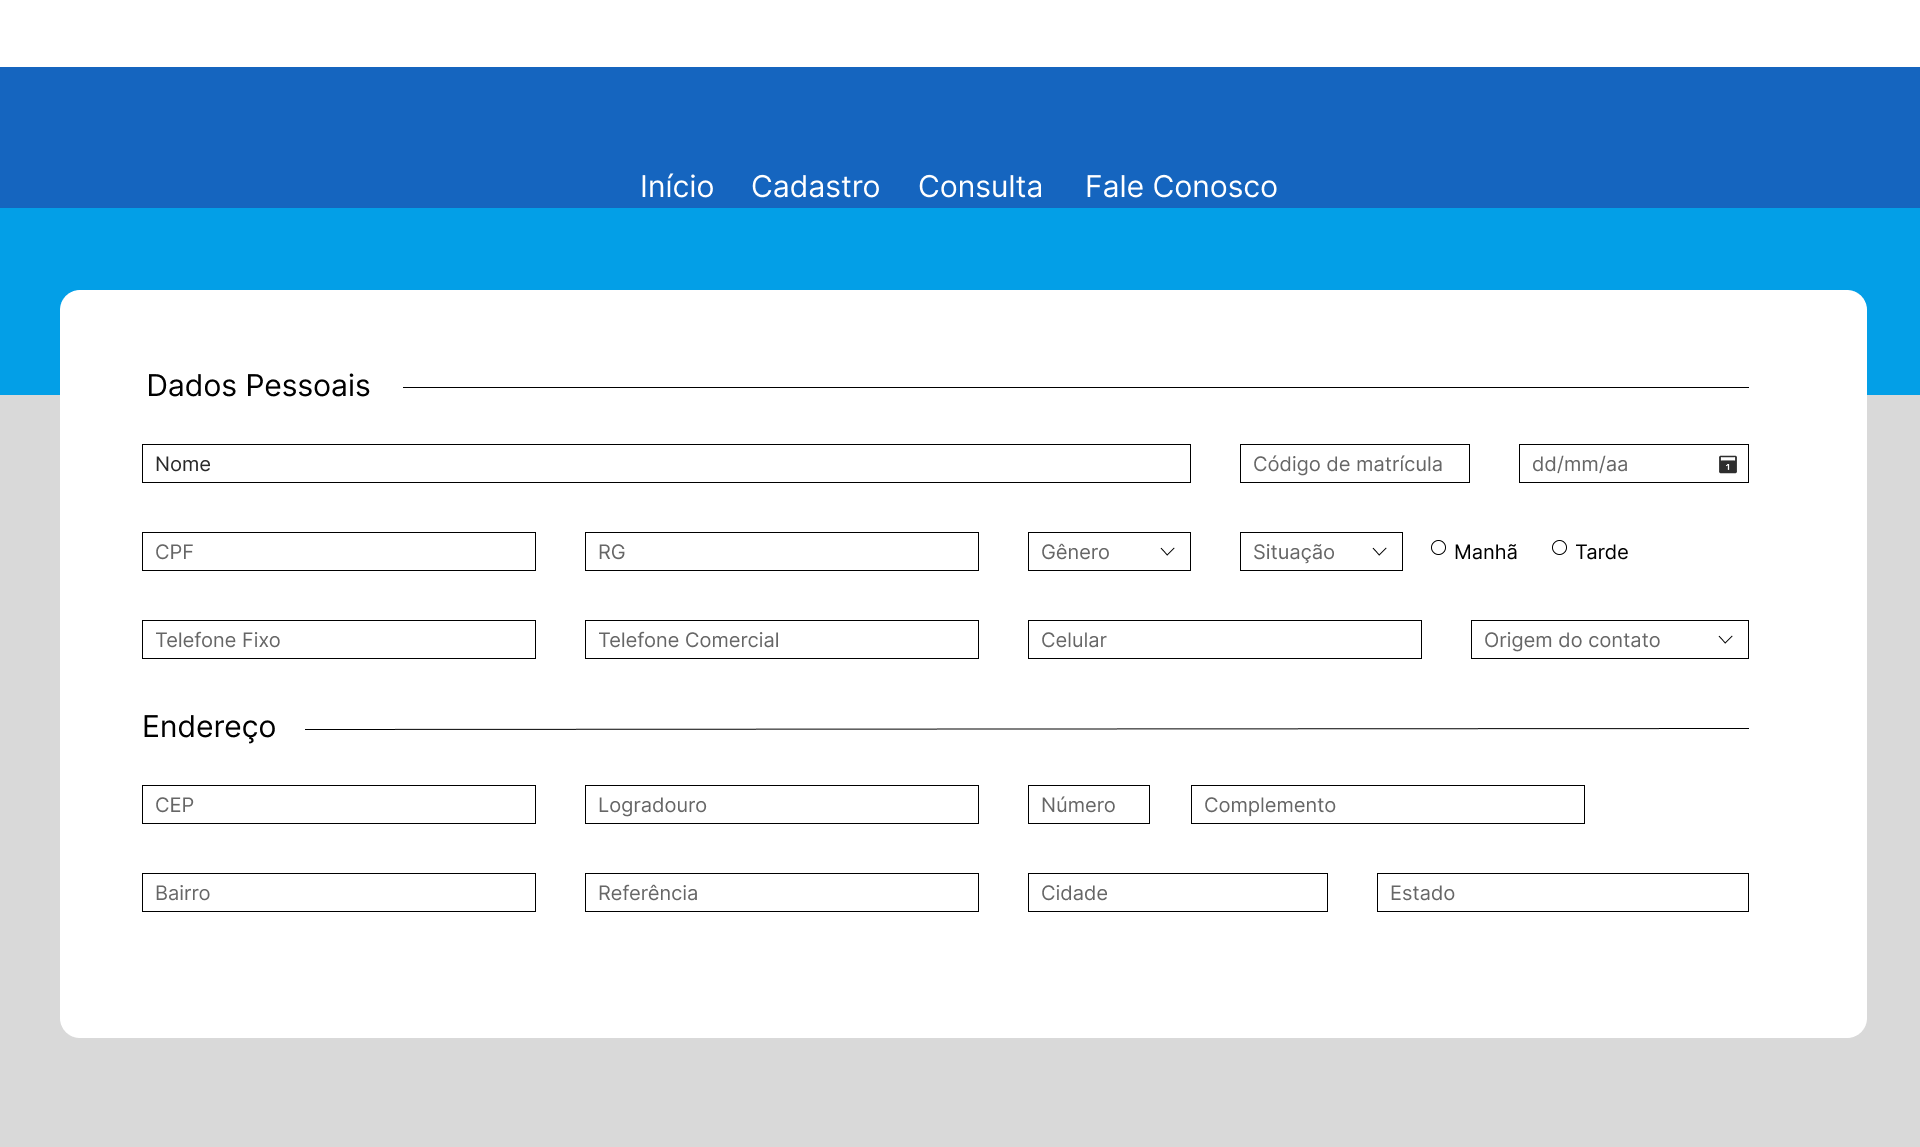 Início Cadastro Consulta Fale Conosco
Dados Pessoais
Nome Código de matrícula dd/mm/aa 1
CPF RG Gênero Situação Manhã Tarde
Telefone Fixo Telefone Comercial Celular Origem do contato
Endereço
CEP Logradouro Número Complemento
Bairro Referência Cidade Estado